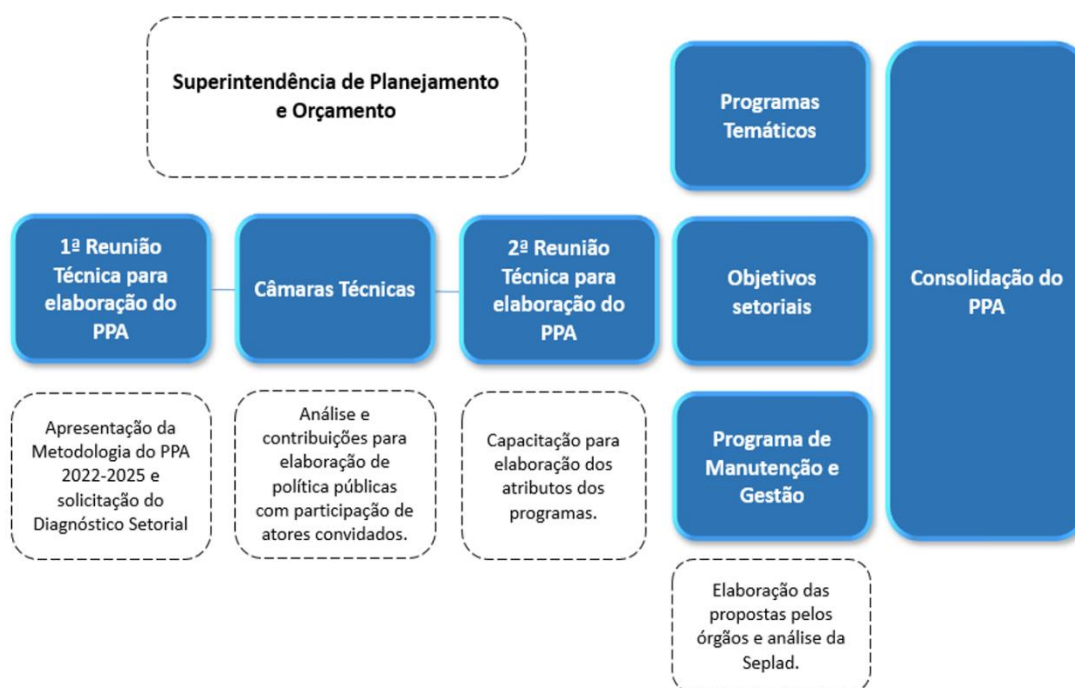 Superintendência de Planejamento
e Orçamento
1ª Reunião
Técnica para
elaboração do
PPA
Câmaras Técnicas
2ª Reunião
Técnica para
elaboração do
PPA
Programas
Temáticos
Objetivos
setoriais
Programa de
Manutenção e
Gestão
Consolidação do
PPA
Apresentação da
Metodologia do PPA
2022-2025 e
solicitação do
Diagnóstico Setorial
Análise e
contribuições para
elaboração de
política públicas
com participação de
atores convidados.
Capacitação para
elaboração dos
atributos dos
programas.
Elaboração das
propostas pelos
órgãos e análise da
Seplad.